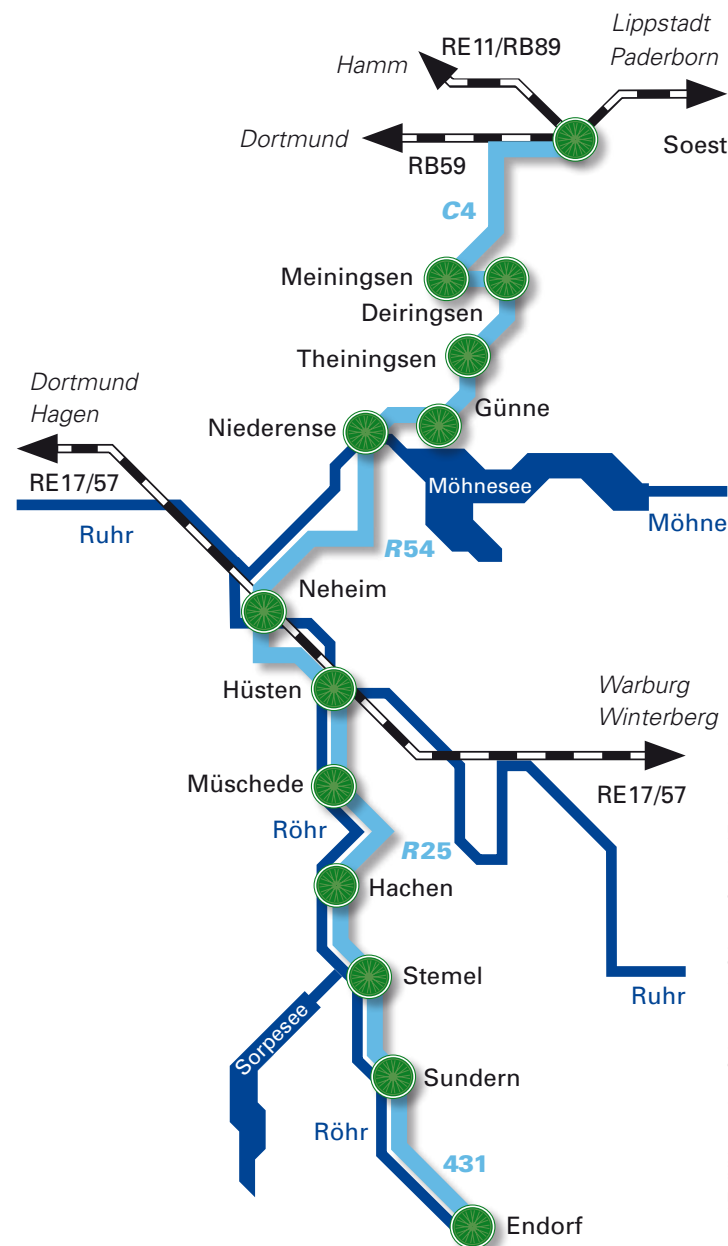 Lippstadt
Paderborn
RE11/RB89
Hamm
Dortmund
Soest
RB59
C4
Meiningsen
Deiringsen
Theiningsen
Dortmund
Hagen
Günne
Niederense
RE17/57
Möhnesee
Ruhr
Möhne
R54
Neheim
Hüsten
Warburg
Winterberg
Müschede
RE17/57
Röhr
R25
Hachen
Stemel
Ruhr
Sorpesee
Sundern
Röhr
431
Endorf